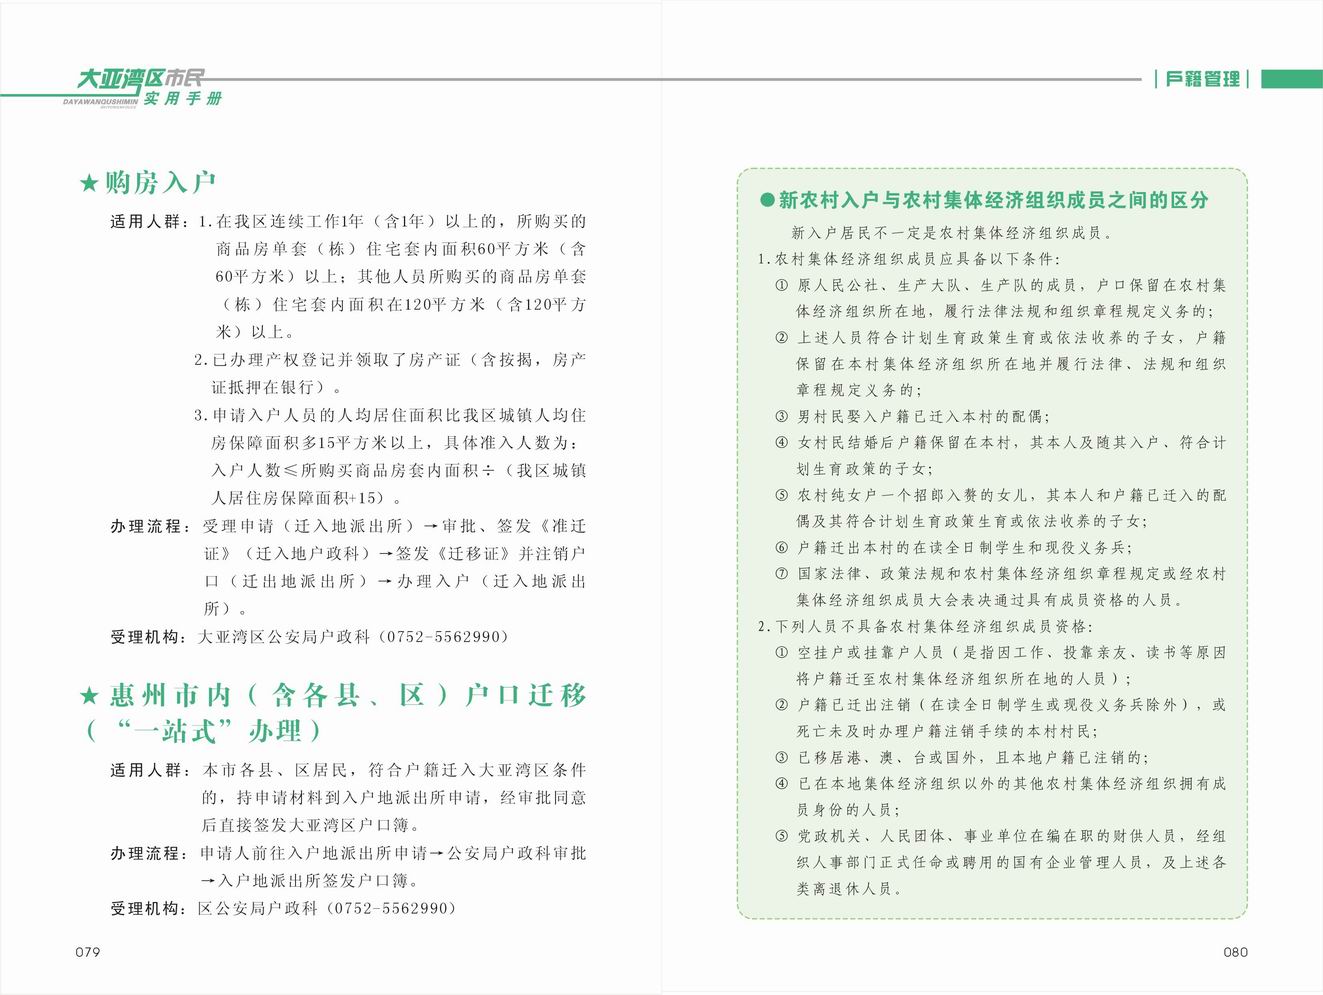 大亚湾区市民
DAYAWANQUSHIMIN
实用手册
户籍管理
★购房入户
适用人群：1.在我区连续工作1年（含1年）以上的，所购买的
商品房单套（栋）住宅套内面积60平方米（含
60平方米）以上；其他人员所购买的商品房单套
（栋）住宅套内面积在120平方米（含120平方
米）以上。
2.已办理产权登记并领取了房产证（含按揭，房产
证抵押在银行）。
3.申请入户人员的人均居住面积比我区城镇人均住
房保障面积多15平方米以上，具体准入人数为：
入户人数≤所购买商品房套内面积÷（我区城镇
人居住房保障面积+15）。
办理流程：受理申请（迁入地派出所）→审批、签发《准迁
证》（迁入地户政科）→签发《迁移证》并注销户
口（迁出地派出所）→办理入户（迁入地派出
所）。
受理机构：大亚湾区公安局户政科（0752-5562990）
★惠州市内（含各县、区）户口迁移
（“一站式”办理）
适用人群：本市各县、区居民，符合户籍迁入大亚湾区条件
的，持申请材料到入户地派出所申请，经审批同意
后直接签发大亚湾区户口簿。
办理流程：申请人前往入户地派出所申请→公安局户政科审批
→入户地派出所签发户口簿。
受理机构：区公安局户政科（0752-5562990）
079
●新农村入户与农村集体经济组织成员之间的区分
新入户居民不一定是农村集体经济组织成员。
1.农村集体经济组织成员应具备以下条件：
① 原人民公社、生产大队、生产队的成员，户口保留在农村集
体经济组织所在地，履行法律法规和组织章程规定义务的；
② 上述人员符合计划生育政策生育或依法收养的子女，户籍
保留在本村集体经济组织所在地并履行法律、法规和组织
章程规定义务的；
③ 男村民娶入户籍已迁入本村的配偶；
④ 女村民结婚后户籍保留在本村，其本人及随其入户、符合计
划生育政策的子女；
⑤ 农村纯女户一个招郎入赘的女儿，其本人和户籍已迁入的配
偶及其符合计划生育政策生育或依法收养的子女；
⑥ 户籍迁出本村的在读全日制学生和现役义务兵；
⑦ 国家法律、政策法规和农村集体经济组织章程规定或经农村
集体经济组织成员大会表决通过具有成员资格的人员。
2.下列人员不具备农村集体经济组织成员资格：
① 空挂户或挂靠户人员（是指因工作、投靠亲友、读书等原因
将户籍迁至农村集体经济组织所在地的人员）；
② 户籍已迁出注销（在读全日制学生或现役义务兵除外），或
死亡未及时办理户籍注销手续的本村村民；
③ 已移居港、澳、台或国外，且本地户籍已注销的；
④ 已在本地集体经济组织以外的其他农村集体经济组织拥有成
员身份的人员；
⑤ 党政机关、人民团体、事业单位在编在职的财供人员，经组
织人事部门正式任命或聘用的国有企业管理人员，及上述各
类离退休人员。
080